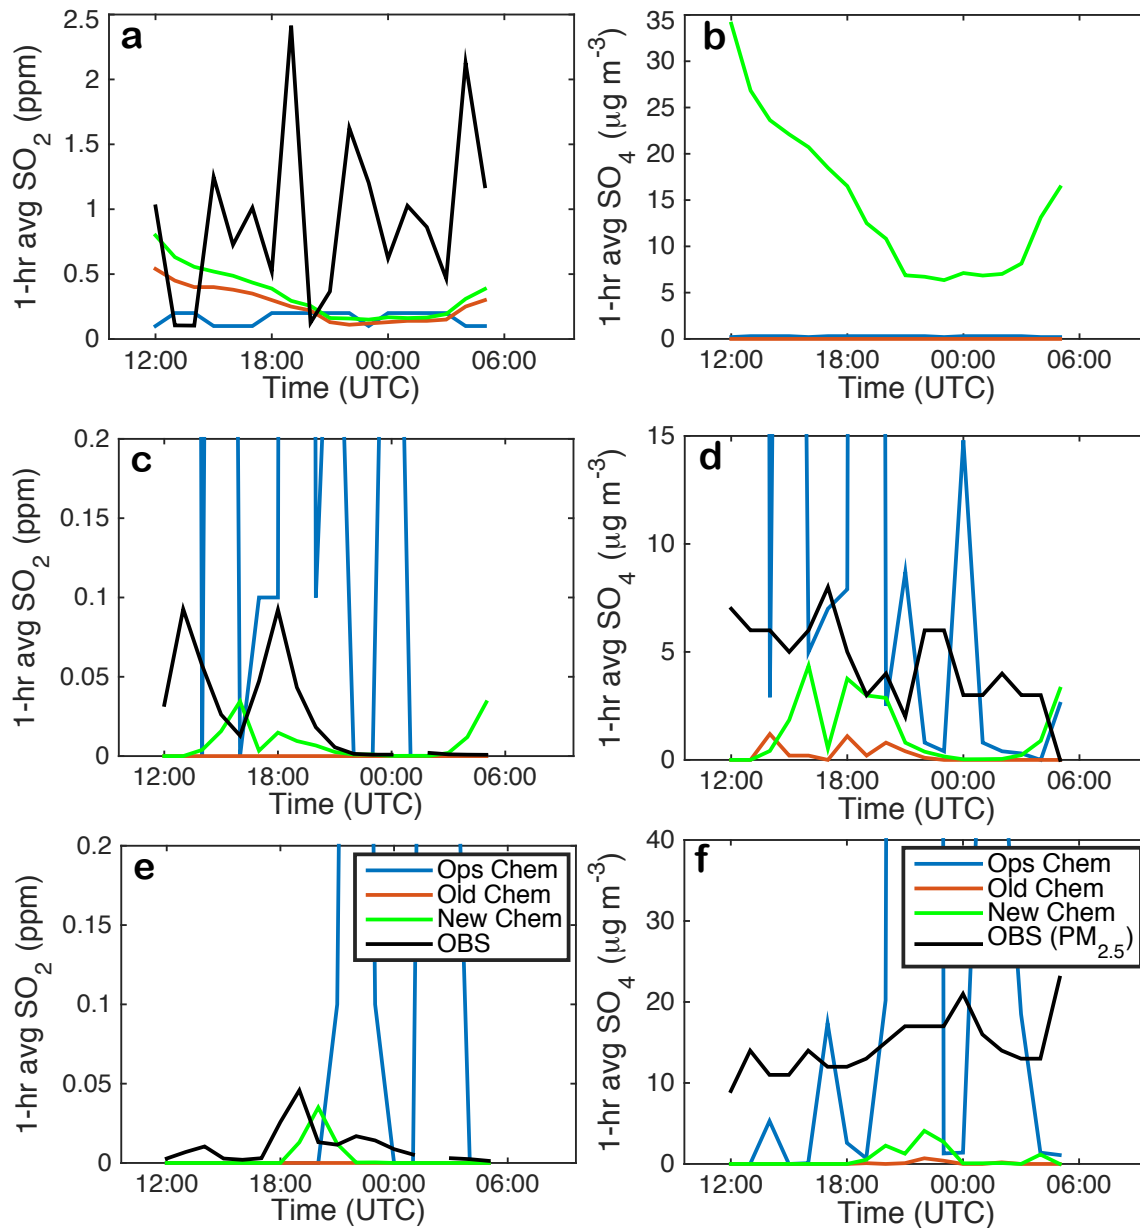 a
1-hr avg SO2 (ppm)
2.5
2
1.5
1
0.5
0
12:00 18:00 00:00 06:00
Time (UTC)
b
1-hr avg SO4 (μg m-3)
35
30
25
20
15
10
5
0
12:00 18:00 00:00 06:00
Time (UTC)
c
1-hr avg SO2 (ppm)
0.2
0.15
0.1
0.05
0
12:00 18:00 00:00 06:00
Time (UTC)
d
1-hr avg SO4 (μg m-3)
15
10
5
0
12:00 18:00 00:00 06:00
Time (UTC)
e
1-hr avg SO2 (ppm)
0.2
0.15
0.1
0.05
0
12:00 18:00 00:00 06:00
Time (UTC)
Ops Chem
Old Chem
New Chem
OBS
f
1-hr avg SO4 (μg m-3)
40
30
20
10
0
12:00 18:00 00:00 06:00
Time (UTC)
Ops Chem
Old Chem
New Chem
OBS (PM2.5)